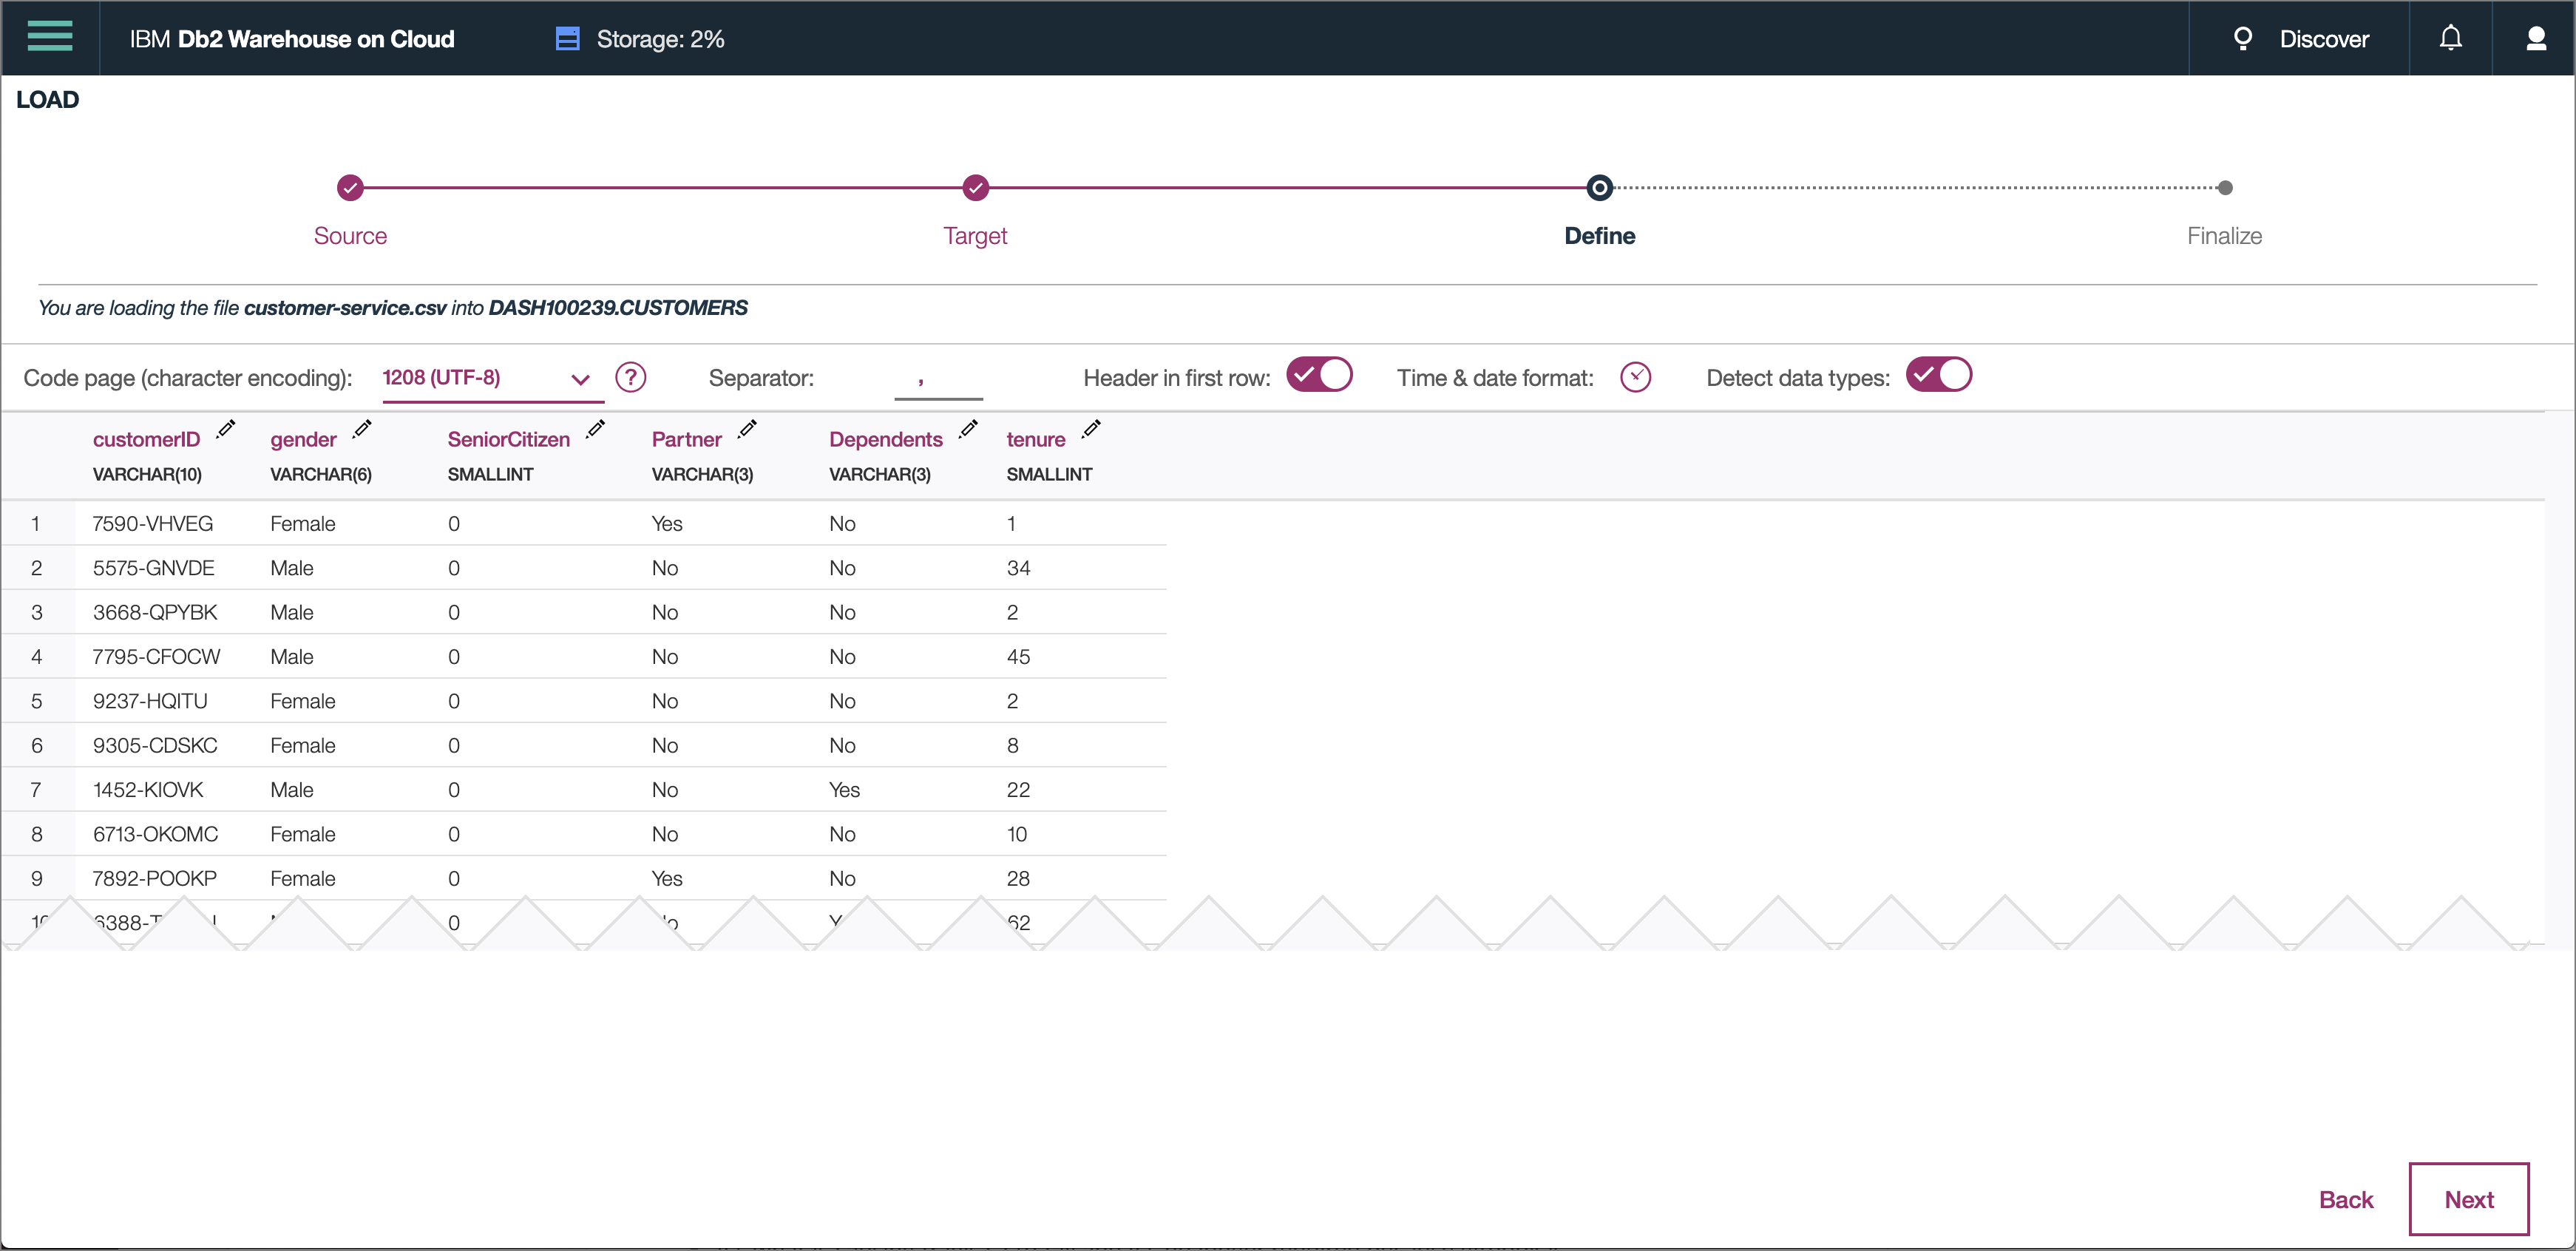 IBM Db2 Warehouse on Cloud Storage: 2% Discover
LOAD
Source Target Define Finalize
You are loading the file customer-service.csv into DASH100239.CUSTOMERS
Code page (character encoding): 1208 (UTF-8) ? Separator: , Header in first row: Time & date format: Detect data types:
customerID gender SeniorCitizen Partner Dependents tenure
VARCHAR(10) VARCHAR(6) SMALLINT VARCHAR(3) VARCHAR(3) SMALLINT
1 7590-VHVEG Female 0 Yes No 1
2 5575-GNVDE Male 0 No No 34
3 3668-QPYBK Male 0 No No 2
4 7795-CFOCW Male 0 No No 45
5 9237-HQITU Female 0 No No 2
6 9305-CDSKC Female 0 No No 8
7 1452-KIOVK Male 0 No Yes 22
8 6713-OKOMC Female 0 No No 10
9 7892-POOKP Female 0 Yes No 28
10 0 62
Back Next